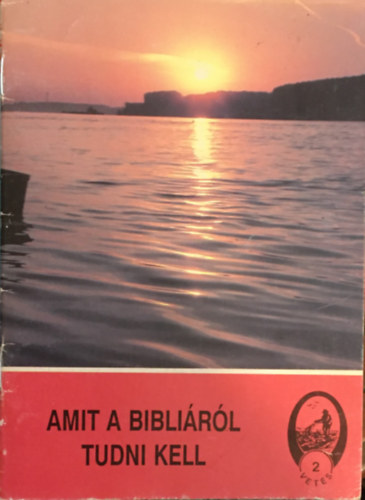 AMIT A BIBLIÁRÓL
TUDNI KELL
2
VETÉS